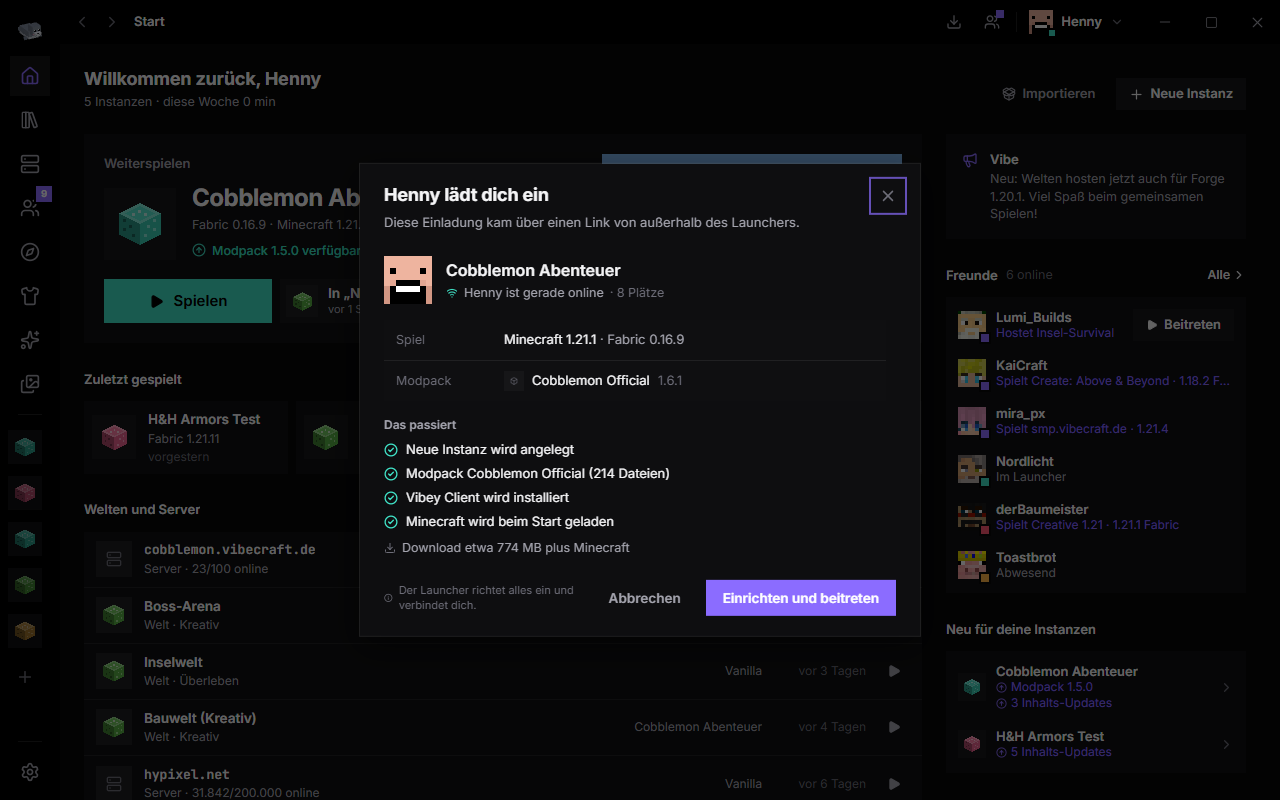 Start
Henny
Willkommen zurück, Henny
5 Instanzen · diese Woche 0 min
Importieren
Neue Instanz
9
Weiterspielen
Cobblemon Ab
Fabric 0.16.9 · Minecraft 1.21.
Modpack 1.5.0 verfügbar
Spielen
In „N
vor 1 S
Zuletzt gespielt
H&H Armors Test
Fabric 1.21.11
vorgestern
Welten und Server
cobblemon.vibecraft.de
Server · 23/100 online
Boss-Arena
Welt · Kreativ
Inselwelt
Welt · Überleben
Vanilla
vor 3 Tagen
Bauwelt (Kreativ)
Welt · Kreativ
Cobblemon Abenteuer
vor 4 Tagen
hypixel.net
Server · 31.842/200.000 online
Vanilla
vor 6 Tagen
Henny lädt dich ein
Diese Einladung kam über einen Link von außerhalb des Launchers.
Cobblemon Abenteuer
Henny ist gerade online · 8 Plätze
Spiel
Minecraft 1.21.1 · Fabric 0.16.9
Modpack
Cobblemon Official 1.6.1
Das passiert
Neue Instanz wird angelegt
Modpack Cobblemon Official (214 Dateien)
Vibey Client wird installiert
Minecraft wird beim Start geladen
Download etwa 774 MB plus Minecraft
Der Launcher richtet alles ein und
verbindet dich.
Abbrechen
Einrichten und beitreten
Vibe
Neu: Welten hosten jetzt auch für Forge
1.20.1. Viel Spaß beim gemeinsamen
Spielen!
Freunde 6 online
Alle
Lumi_Builds
Hostet Insel-Survival
Beitreten
KaiCraft
Spielt Create: Above & Beyond · 1.18.2 F...
mira_px
Spielt smp.vibecraft.de · 1.21.4
Nordlicht
Im Launcher
derBaumeister
Spielt Creative 1.21 · 1.21.1 Fabric
Toastbrot
Abwesend
Neu für deine Instanzen
Cobblemon Abenteuer
Modpack 1.5.0
3 Inhalts-Updates
H&H Armors Test
5 Inhalts-Updates